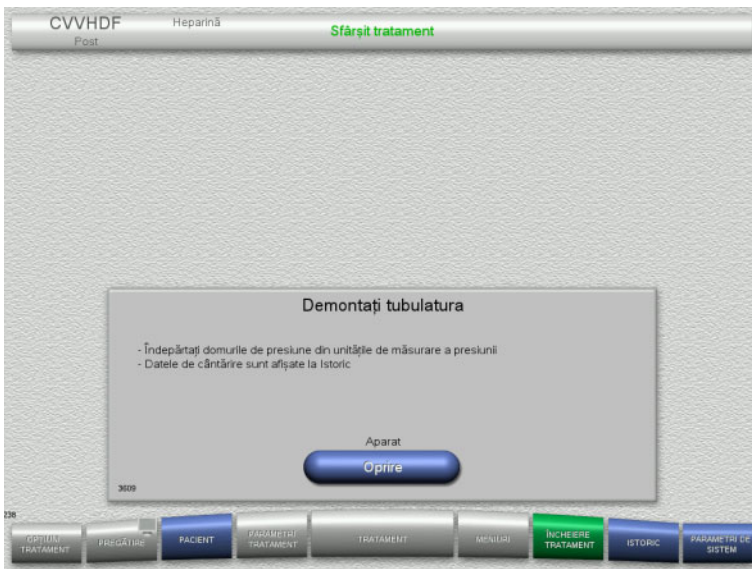 CVVHDF
Post
Heparină
Sfârșit tratament
Demontați tubulatura
- Îndepărtați domurile de presiune din unitățile de măsurare a presiunii
- Datele de cântărire sunt afișate la Istoric
Aparat
Oprire
3609
238
OPȚIUNI
TRATAMENT
PREGĂTIRE
PACIENT
PARAMETRI
TRATAMENT
TRATAMENT
MENIURI
ÎNCHEIERE
TRATAMENT
ISTORIC
PARAMETRI DE
SISTEM